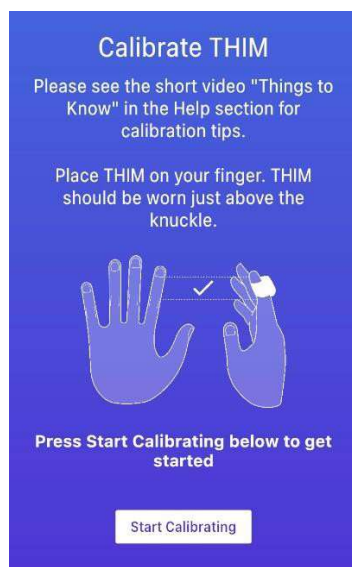 Calibrate THIM
Please see the short video "Things to
Know" in the Help section for
calibration tips.
Place THIM on your finger. THIM
should be worn just above the
knuckle.
Press Start Calibrating below to get
started
Start Calibrating